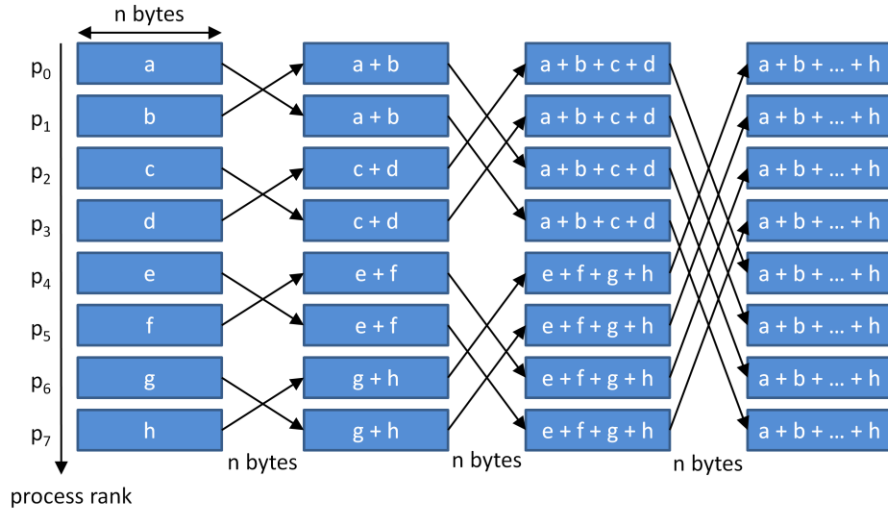 n bytes
p0 a a + b a + b + c + d a + b + ... + h
p1 b a + b a + b + c + d a + b + ... + h
p2 c c + d a + b + c + d a + b + ... + h
p3 d c + d a + b + c + d a + b + ... + h
p4 e e + f e + f + g + h a + b + ... + h
p5 f e + f e + f + g + h a + b + ... + h
p6 g g + h e + f + g + h a + b + ... + h
p7 h g + h e + f + g + h a + b + ... + h
n bytes n bytes n bytes
process rank